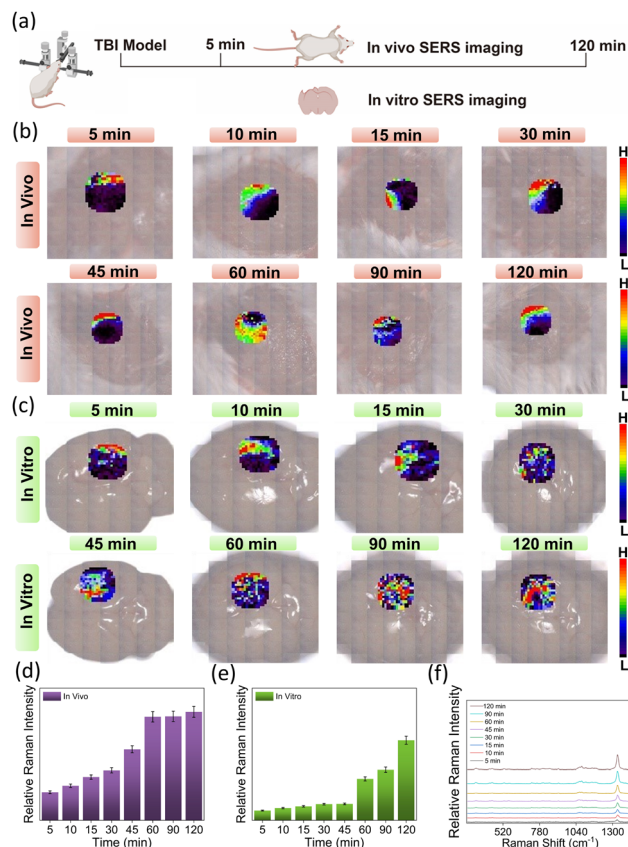 (a)
TBI Model
5 min
In vivo SERS imaging
120 min
In vitro SERS imaging
(b)
5 min
10 min
15 min
30 min
In Vivo
H
L
45 min
60 min
90 min
120 min
In Vivo
H
L
(c)
5 min
10 min
15 min
30 min
In Vitro
H
L
45 min
60 min
90 min
120 min
In Vitro
H
L
(d)
Relative Raman Intensity
In Vivo
5 10 15 30 45 60 90 120
Time (min)
(e)
Relative Raman Intensity
In Vitro
5 10 15 30 45 60 90 120
Time (min)
(f)
Relative Raman Intensity
120 min
90 min
60 min
45 min
30 min
15 min
10 min
5 min
520 780 1040 1300
Raman Shift (cm⁻¹)